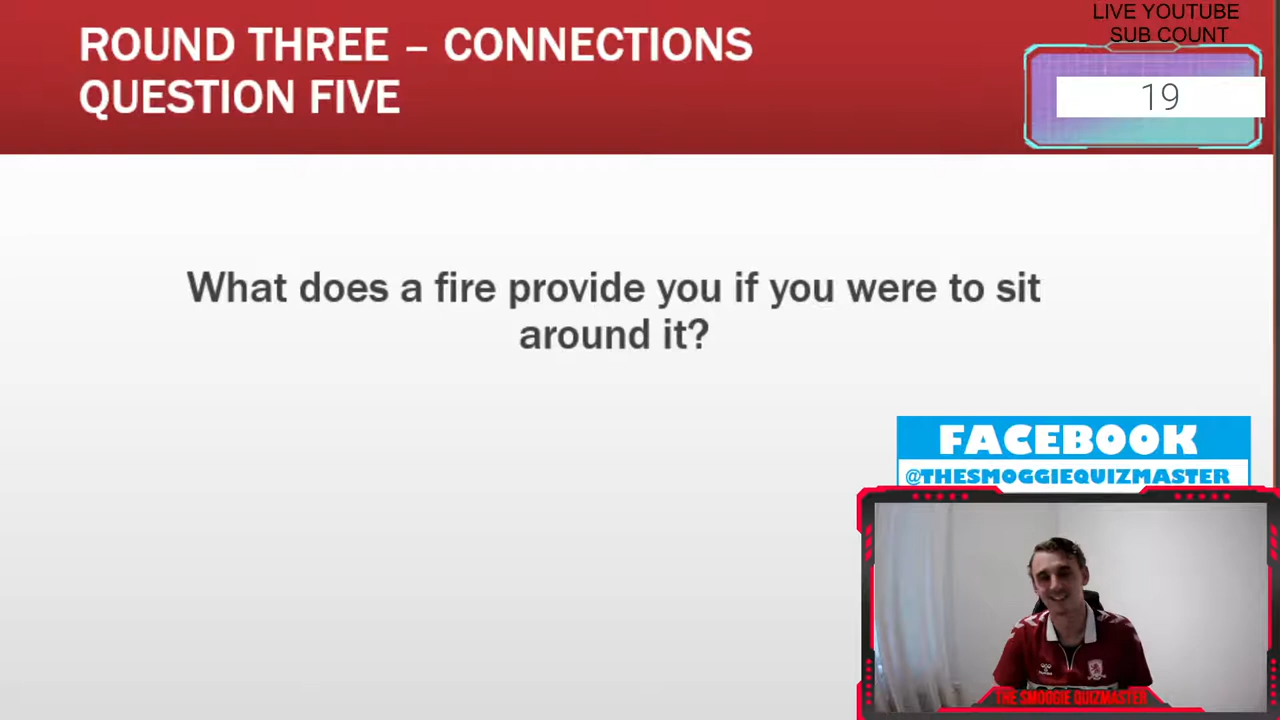 LIVE YOUTUBE
SUB COUNT
ROUND THREE – CONNECTIONS
QUESTION FIVE
19
What does a fire provide you if you were to sit
around it?
FACEBOOK
@THESMOGGIEQUIZMASTER
THE SMOGGIE QUIZMASTER